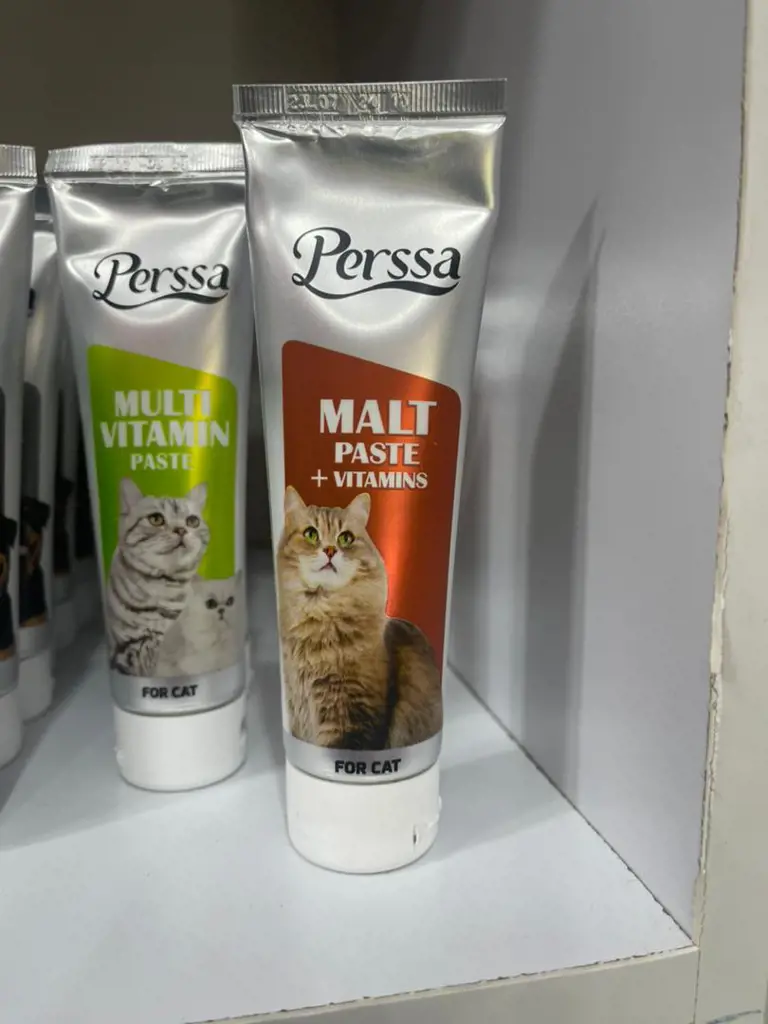 Perssa
MULTI
VITAMIN
PASTE
FOR CAT
Perssa
MALT
PASTE
+ VITAMINS
FOR CAT